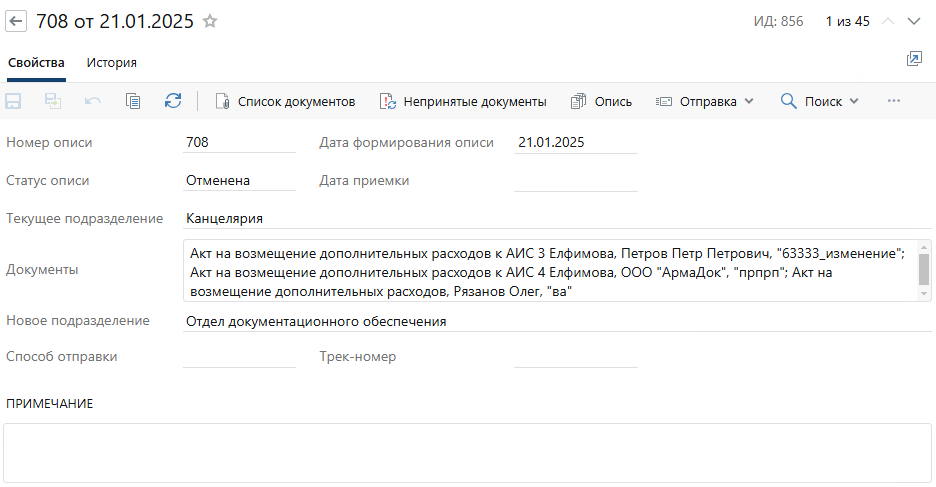 708 от 21.01.2025
ИД: 856 1 из 45
Свойства История
Список документов Непринятые документы Опись Отправка Поиск ...
Номер описи 708 Дата формирования описи 21.01.2025
Статус описи Отменена Дата приемки
Текущее подразделение Канцелярия
Документы
Акт на возмещение дополнительных расходов к АИС 3 Елфимова, Петров Петр Петрович, "63333_изменение";
Акт на возмещение дополнительных расходов к АИС 4 Елфимова, ООО "АрмаДок", "прпрп"; Акт на
возмещение дополнительных расходов, Рязанов Олег, "ва"
Новое подразделение Отдел документационного обеспечения
Способ отправки Трек-номер
ПРИМЕЧАНИЕ